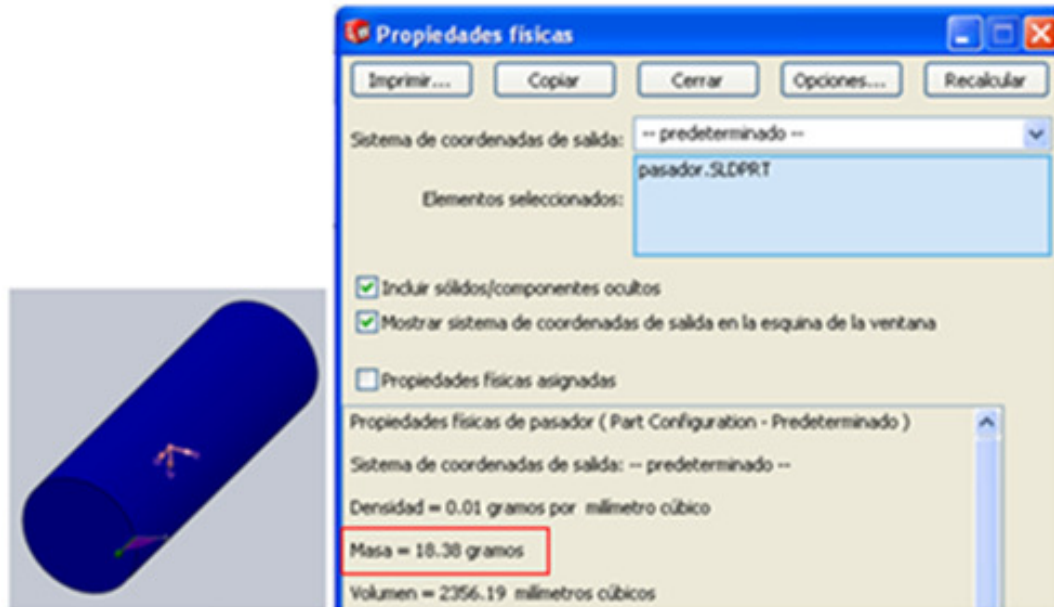 Propiedades físicas
Imprimir... Copiar Cerrar Opciones... Recalcular
Sistema de coordenadas de salida: -- predeterminado --
Elementos seleccionados: pasador.SLDPRT
Incluir sólidos/componentes ocultos
Mostrar sistema de coordenadas de salida en la esquina de la ventana
Propiedades físicas asignadas
Propiedades físicas de pasador ( Part Configuration - Predeterminado )
Sistema de coordenadas de salida: -- predeterminado --
Densidad = 0.01 gramos por milímetro cúbico
Masa = 18.38 gramos
Volumen = 2356.19 milímetros cúbicos